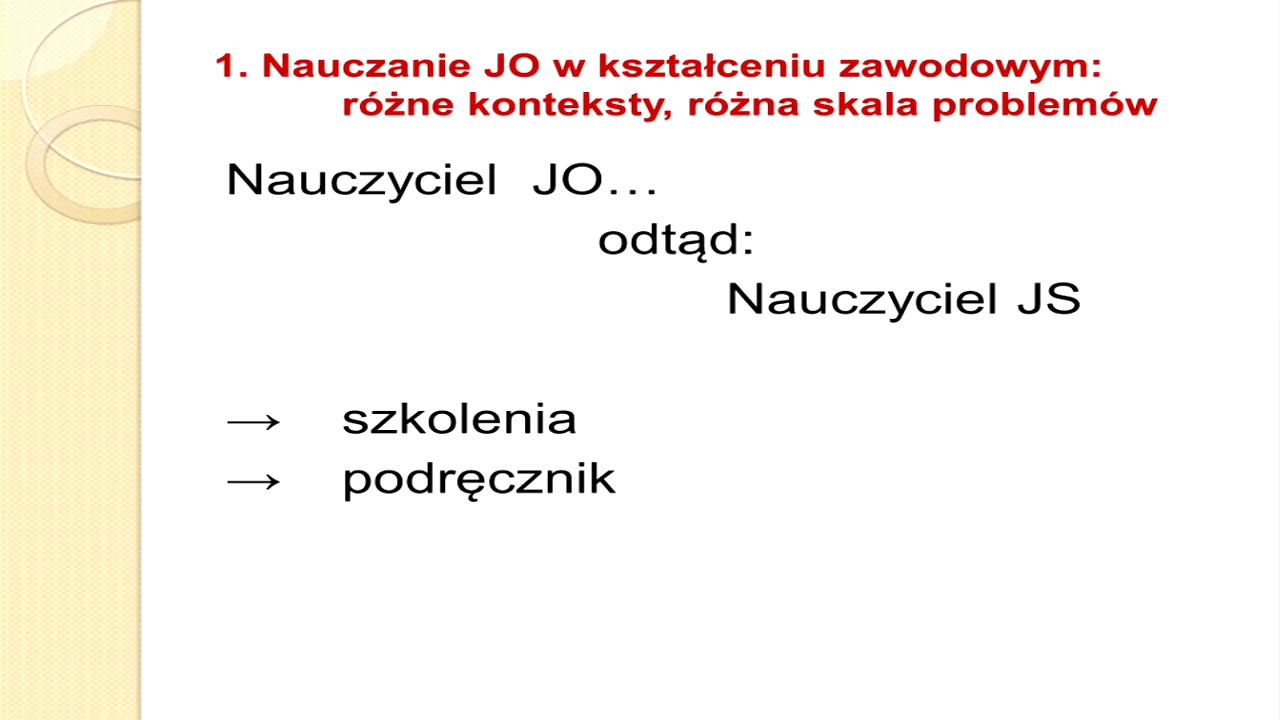 1. Nauczanie JO w kształceniu zawodowym:
różne konteksty, różna skala problemów
Nauczyciel JO…
odtąd:
Nauczyciel JS
→ szkolenia
→ podręcznik